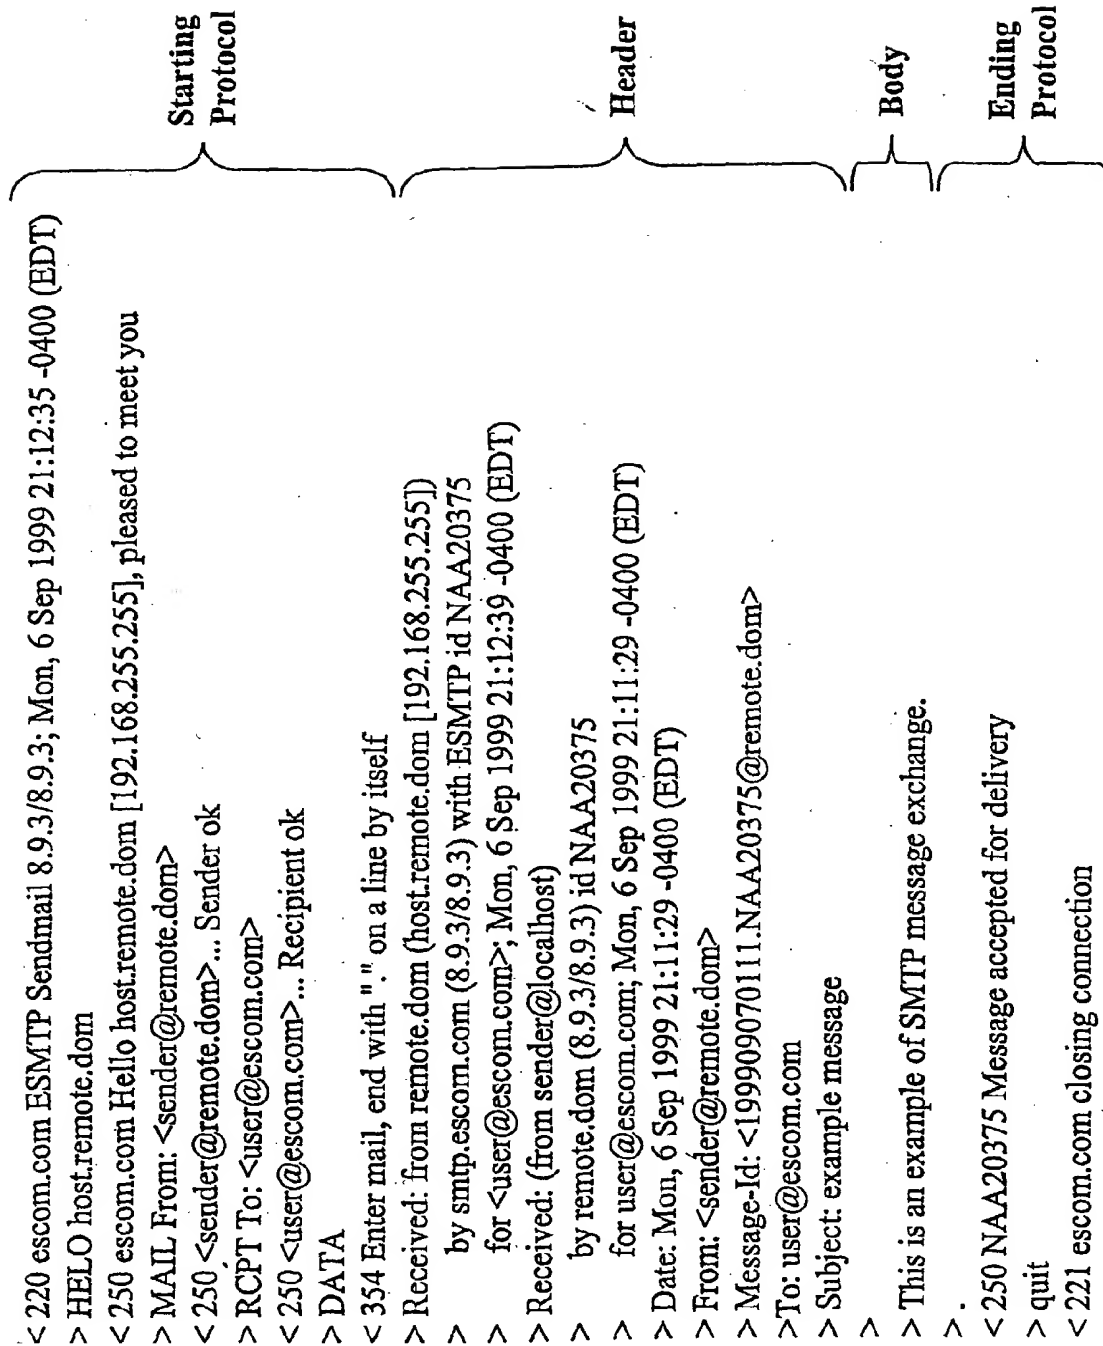 < 220 escom.com ESMTP Sendmail 8.9.3/8.9.3; Mon, 6 Sep 1999 21:12:35 -0400 (EDT)
> HELO host.remote.dom
< 250 escom.com Hello host.remote.dom [192.168.255.255], pleased to meet you
> MAIL From: <sender@remote.dom>
< 250 <sender@remote.dom>... Sender ok
> RCPT To: <user@escom.com>
< 250 <user@escom.com>... Recipient ok
> DATA
< 354 Enter mail, end with "." on a line by itself
Starting
Protocol
> Received: from remote.dom (host.remote.dom [192.168.255.255])
> by smtp.escom.com (8.9.3/8.9.3) with ESMTP id NAA20375
> for <user@escom.com>; Mon, 6 Sep 1999 21:12:39 -0400 (EDT)
> Received: (from sender@localhost)
> by remote.dom (8.9.3/8.9.3) id NAA20375
> for user@escom.com; Mon, 6 Sep 1999 21:11:29 -0400 (EDT)
> Date: Mon, 6 Sep 1999 21:11:29 -0400 (EDT)
> From: <sender@remote.dom>
> Message-Id: <199909070111.NAA20375@remote.dom>
>To: user@escom.com
> Subject: example message
Header
>
> This is an example of SMTP message exchange.
Body
> .
< 250 NAA20375 Message accepted for delivery
> quit
< 221 escom.com closing connection
Ending
Protocol